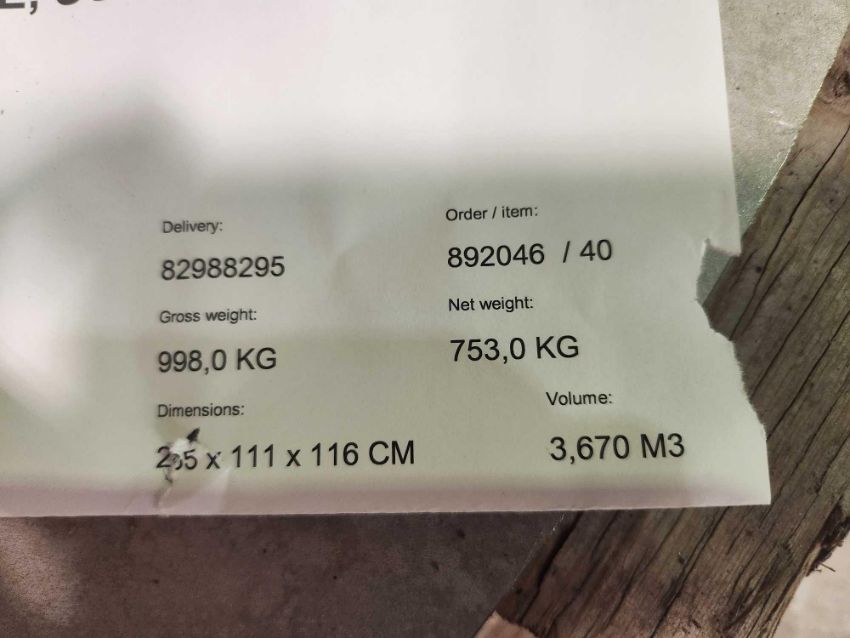 Delivery: Order / item:
82988295 892046 / 40
Gross weight: Net weight:
998,0 KG 753,0 KG
Dimensions: Volume:
x 111 x 116 CM 3,670 M3